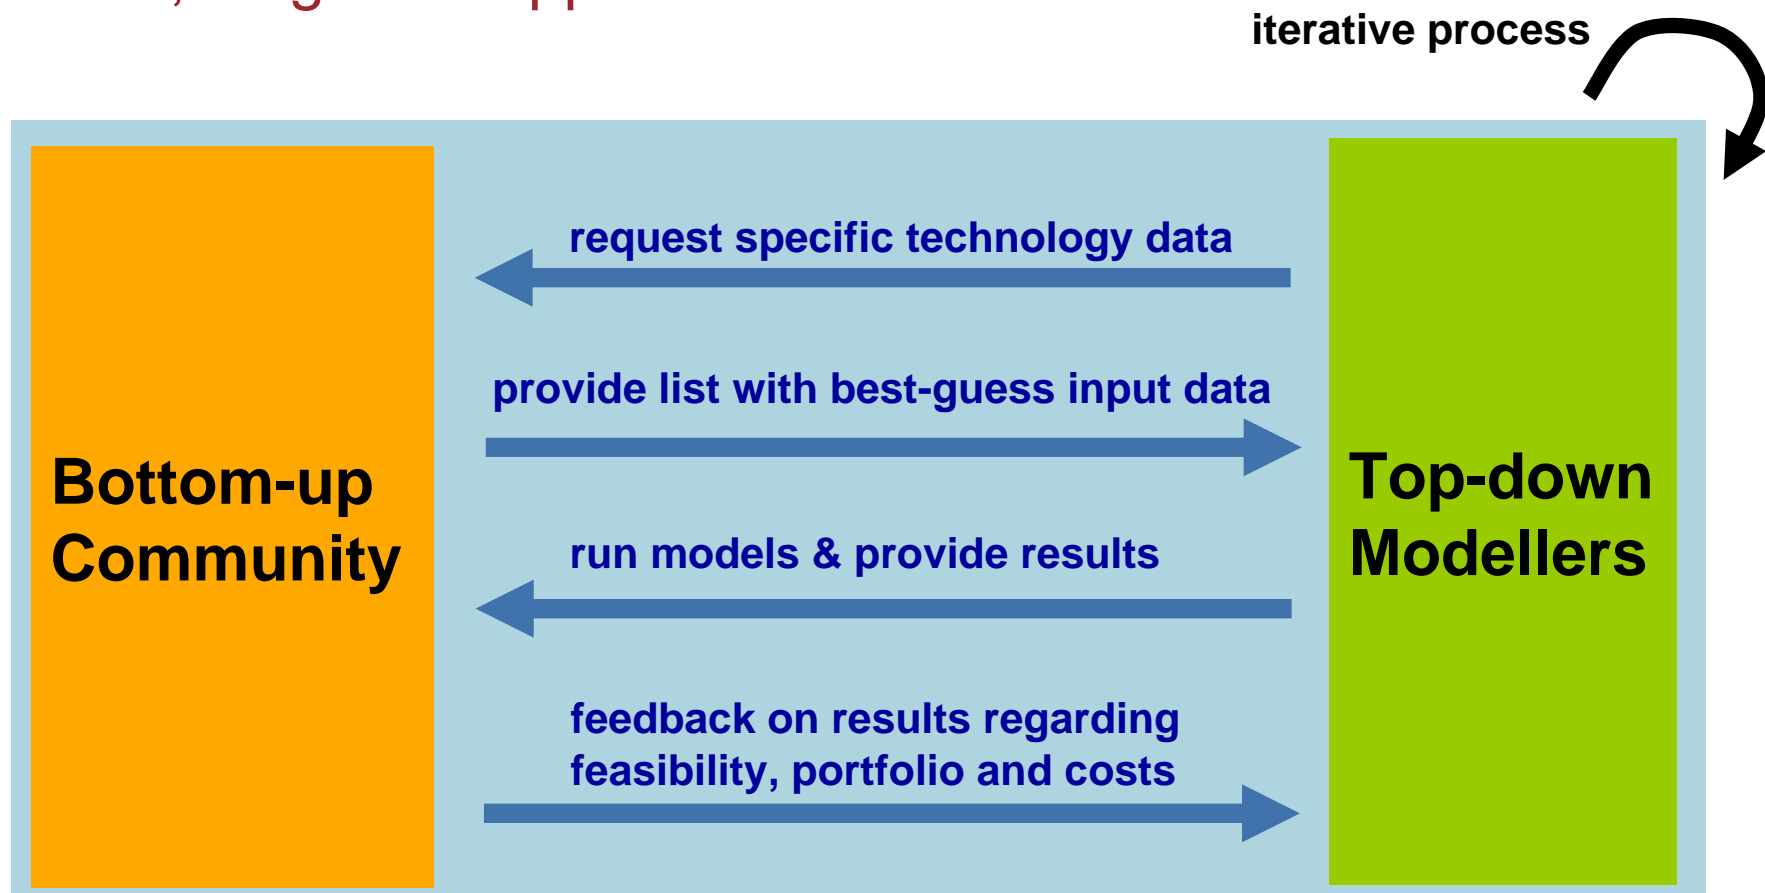 iterative process
request specific technology data
provide list with best-guess input data
Bottom-up
Community
Top-down
Modellers
run models & provide results
feedback on results regarding
feasibility, portfolio and costs